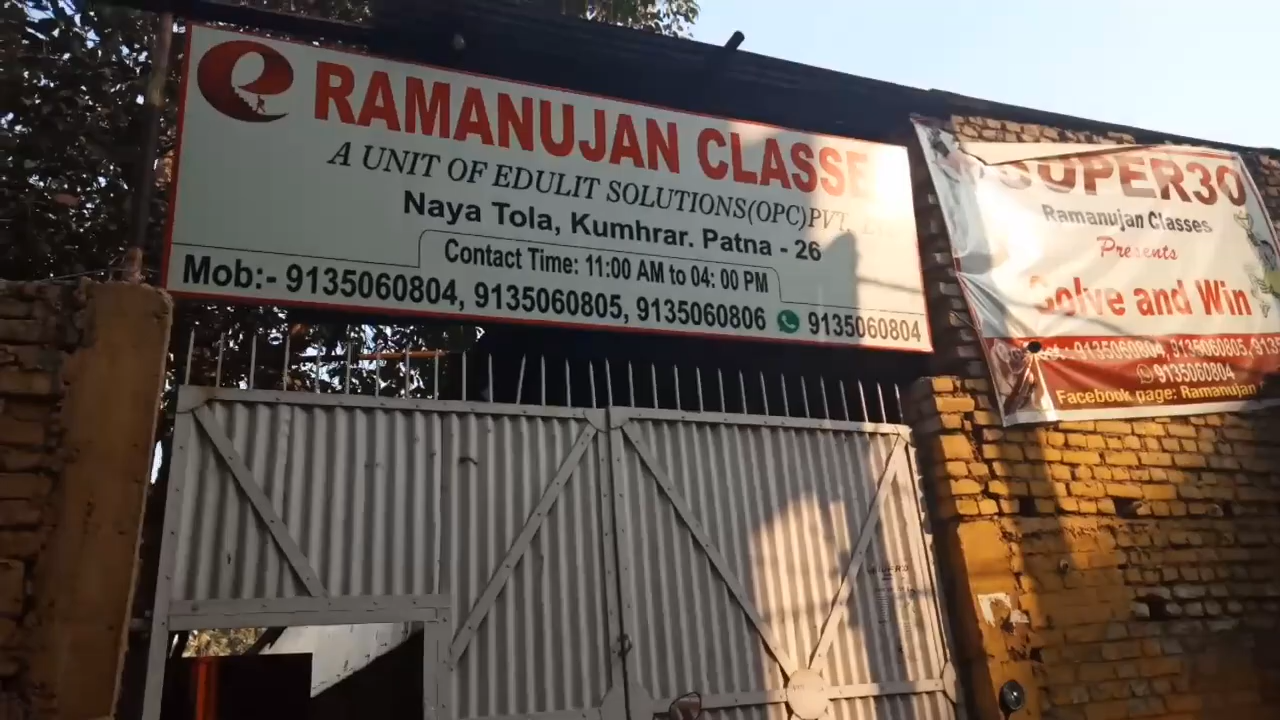 RAMANUJAN CLASSE
A UNIT OF EDULIT SOLUTIONS(OPC)PVT.
Naya Tola, Kumhrar. Patna - 26
Contact Time: 11:00 AM to 04: 00 PM
Mob:- 9135060804, 9135060805, 9135060806 9135060804
SUPER30
Ramanujan Classes
Presents
Solve and Win
9135060804, 9135060805, 9135
9135060804
Facebook page: Ramanujan